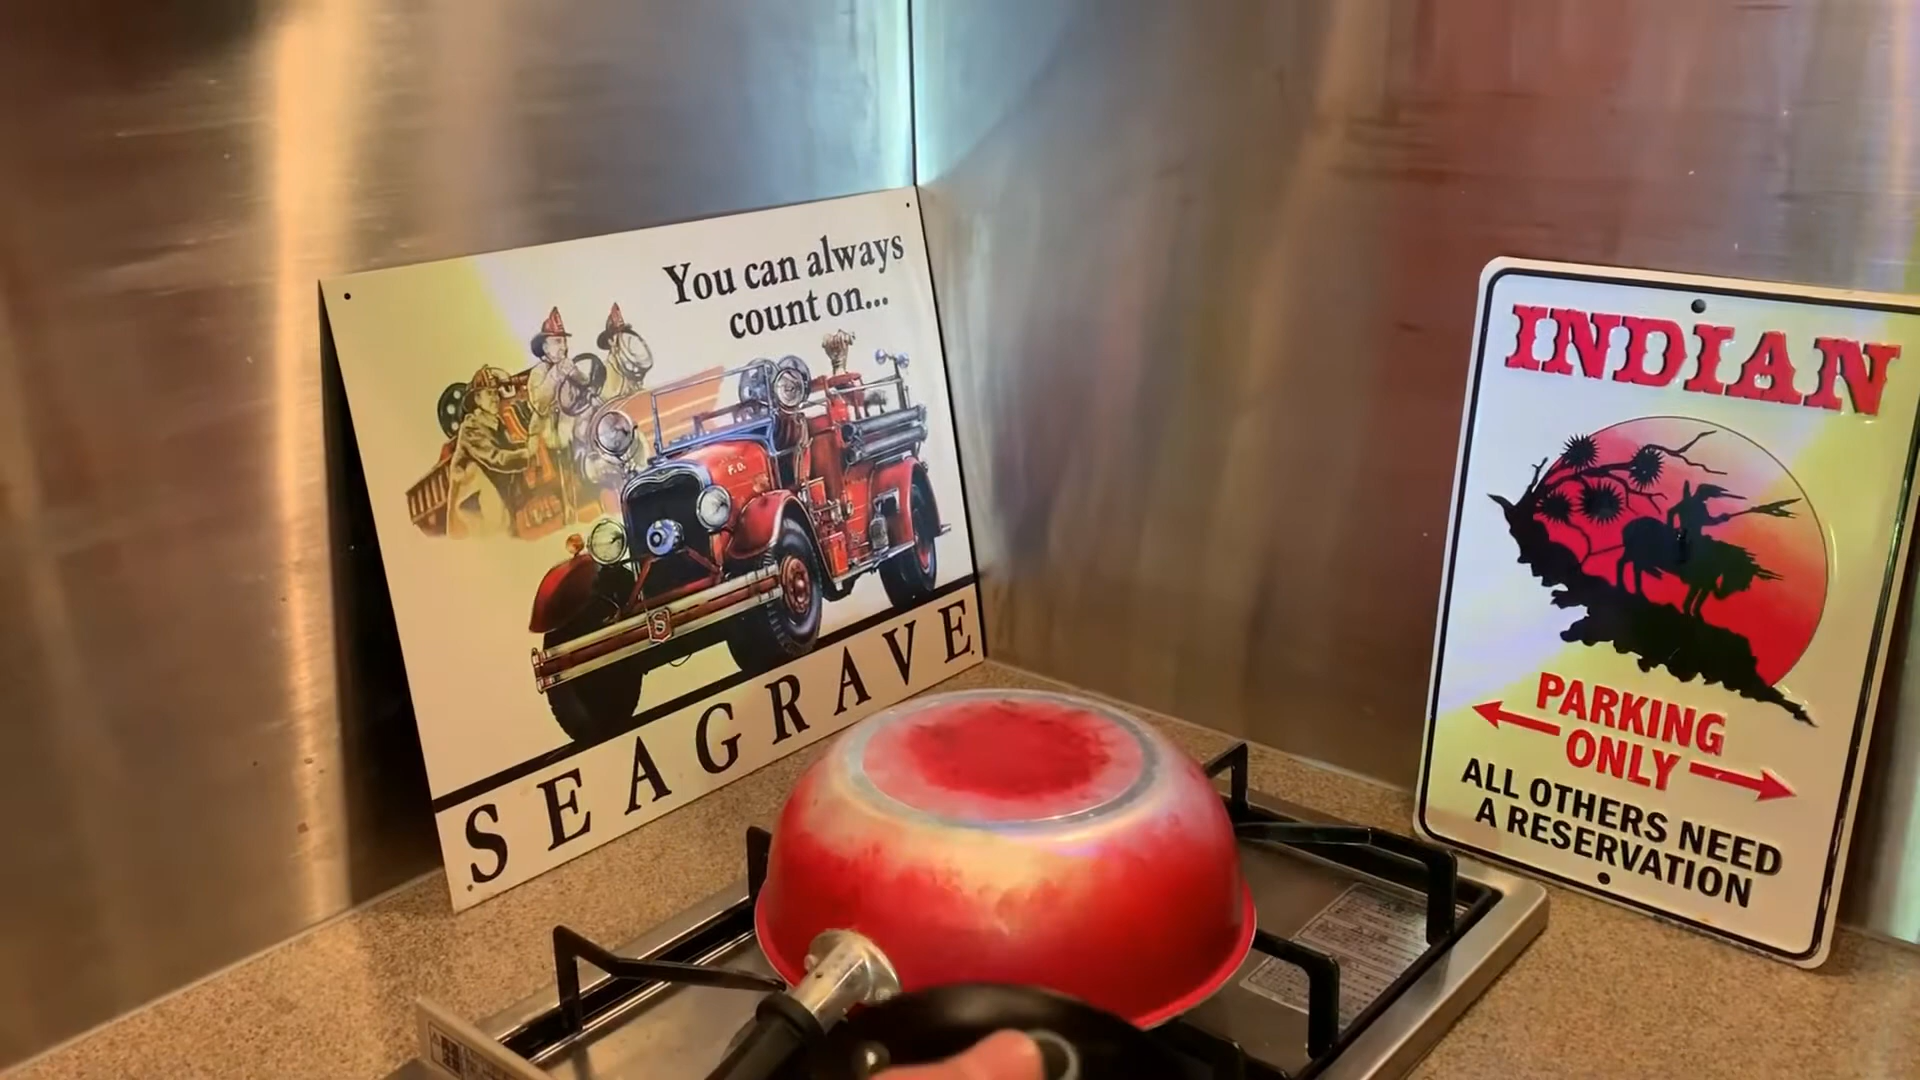 You can always
count on...
F.D.
S
SEAGRAVE
INDIAN
PARKING
ONLY
ALL OTHERS NEED
A RESERVATION